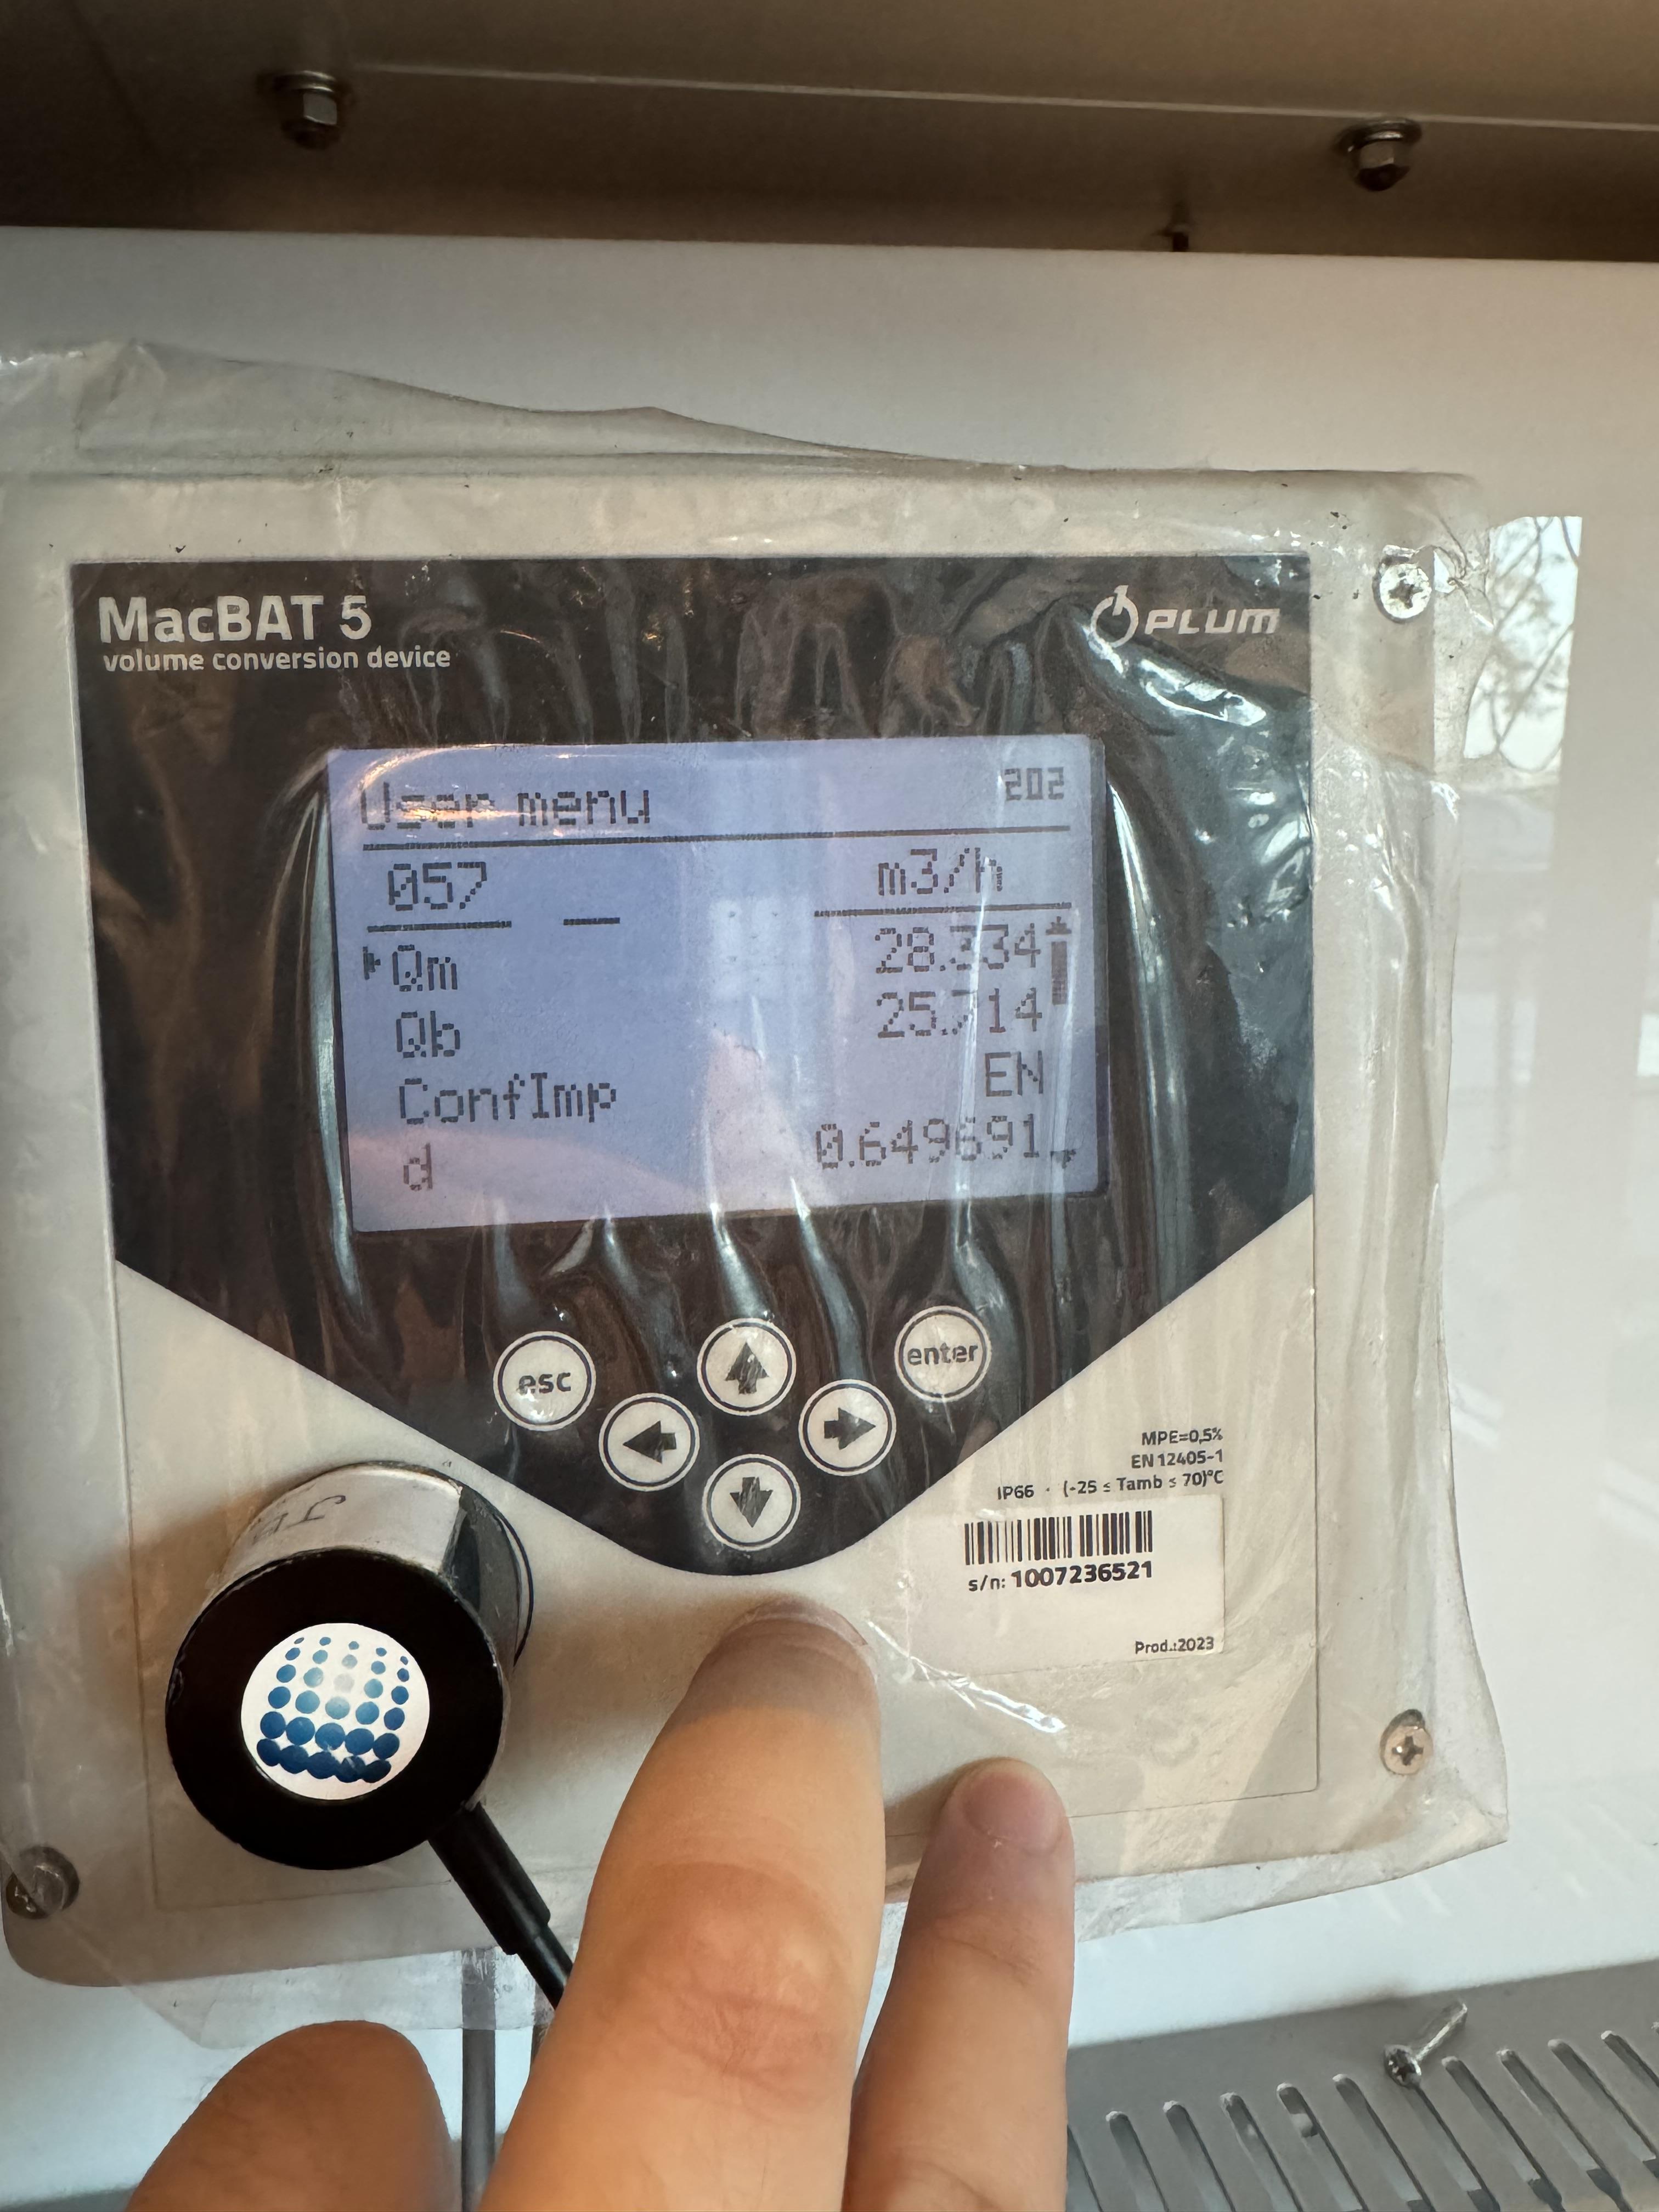 MacBAT 5
volume conversion device
PLUM
User menu 202
057 m3/h
Qm 28.334
Qb 25.714
ConfImp EN
d 0.649691
esc
enter
MPE=0,5%
EN 12405-1
IP66 · (-25 ≤ Tamb ≤ 70)°C
s/n: 1007236521
Prod.:2023